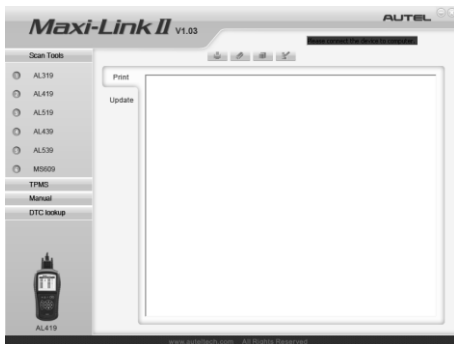 Maxi-Link II V1.03
AUTEL
Please connect the device to computer
Scan Tools
AL319
AL419
AL519
AL439
AL539
MS609
TPMS
Manual
DTC lookup
Print
Update
AL419
www.auteltech.com All Rights Reserved